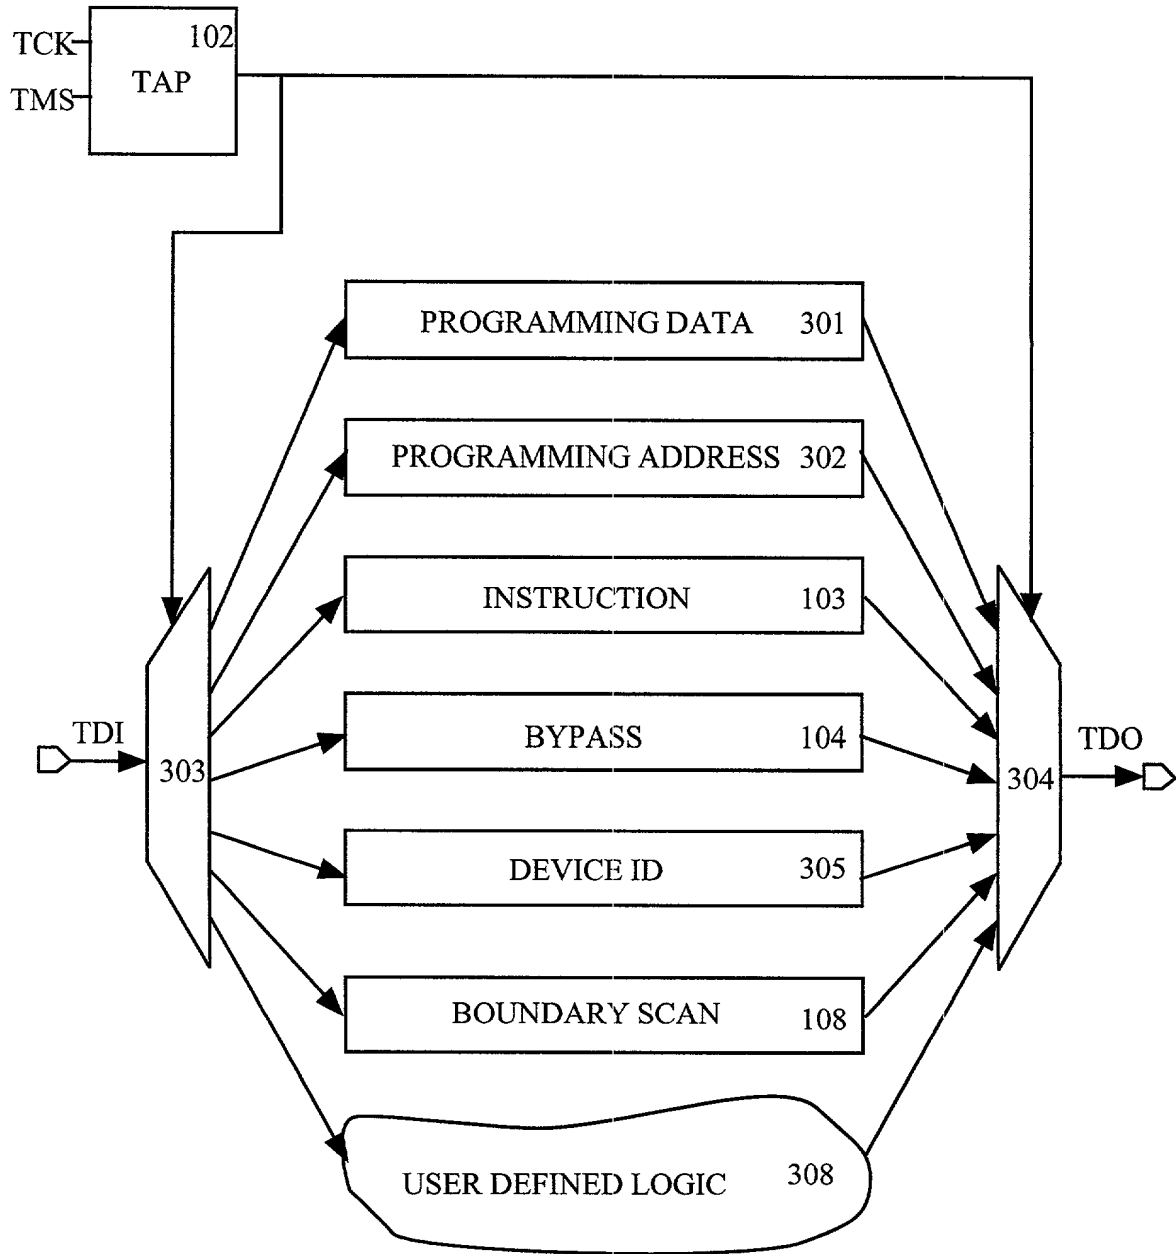 102
TCK
TAP
TMS
PROGRAMMING DATA 301
PROGRAMMING ADDRESS 302
INSTRUCTION 103
TDI
BYPASS 104
TDO
303
304
DEVICE ID 305
BOUNDARY SCAN 108
USER DEFINED LOGIC 308